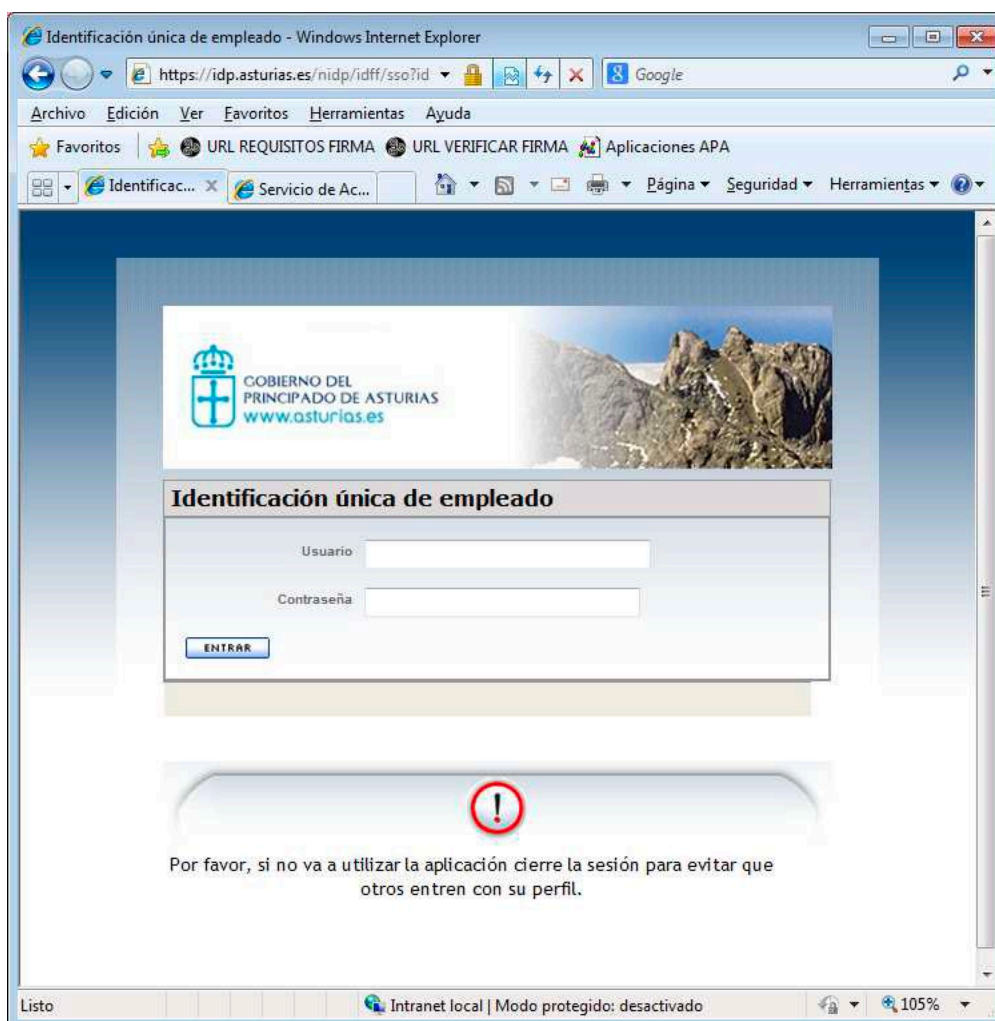 Identificación única de empleado - Windows Internet Explorer
https://idp.asturias.es/nidp/idff/sso?id
Google
Archivo Edición Ver Favoritos Herramientas Ayuda
Favoritos URL REQUISITOS FIRMA URL VERIFICAR FIRMA Aplicaciones APA
Identificac... Servicio de Ac... Página Seguridad Herramientas
GOBIERNO DEL
PRINCIPADO DE ASTURIAS
www.asturias.es
Identificación única de empleado
Usuario
Contraseña
ENTRAR
!
Por favor, si no va a utilizar la aplicación cierre la sesión para evitar que
otros entren con su perfil.
Listo Intranet local | Modo protegido: desactivado 105%